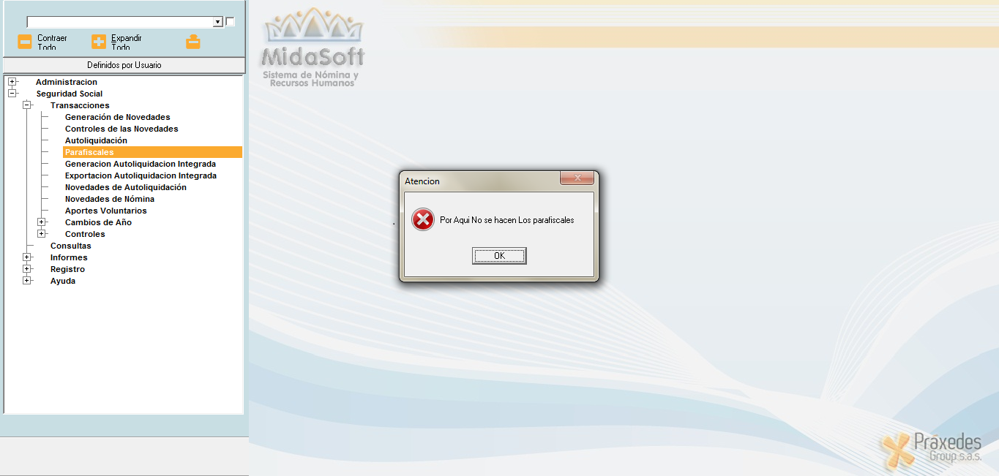 Contraer
Todo
Expandir
Todo
Definidos por Usuario
Administracion
Seguridad Social
Transacciones
Generación de Novedades
Controles de las Novedades
Autoliquidación
Parafiscales
Generacion Autoliquidacion Integrada
Exportacion Autoliquidacion Integrada
Novedades de Autoliquidación
Novedades de Nómina
Aportes Voluntarios
Cambios de Año
Controles
Consultas
Informes
Registro
Ayuda
MidaSoft
Sistema de Nómina y
Recursos Humanos
Atencion
Por Aqui No se hacen Los parafiscales
OK
Práxedes
Group s.a.s.